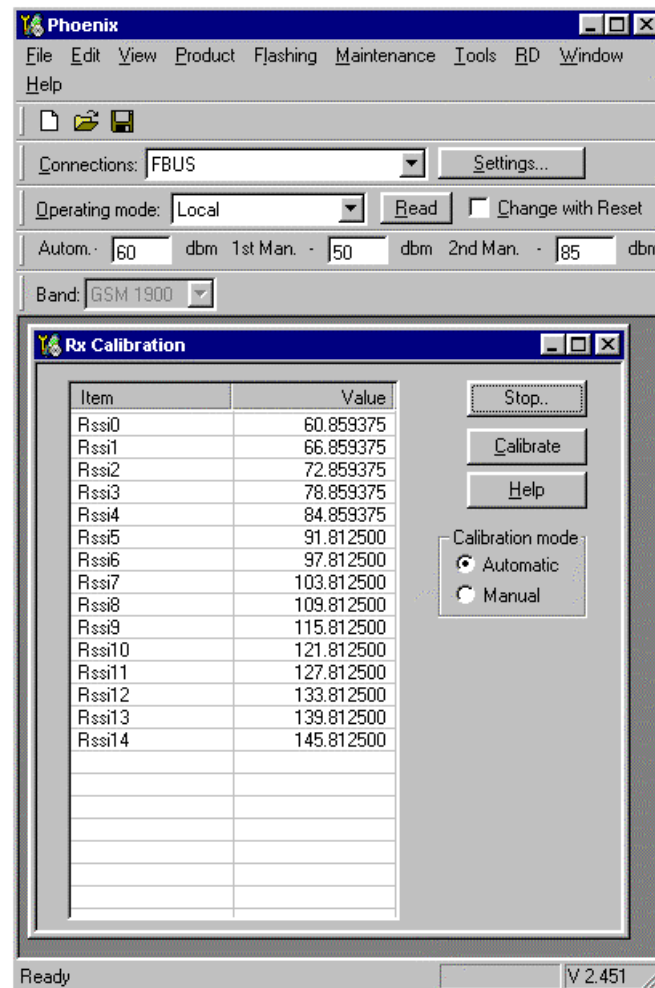 Phoenix
File Edit View Product Flashing Maintenance Tools RD Window
Help
Connections: FBUS Settings...
Operating mode: Local Read Change with Reset
Autom. - 60 dbm 1st Man. - 50 dbm 2nd Man. - 85 dbm
Band: GSM 1900
Rx Calibration
Item Value
Rssi0 60.859375
Rssi1 66.859375
Rssi2 72.859375
Rssi3 78.859375
Rssi4 84.859375
Rssi5 91.812500
Rssi6 97.812500
Rssi7 103.812500
Rssi8 109.812500
Rssi9 115.812500
Rssi10 121.812500
Rssi11 127.812500
Rssi12 133.812500
Rssi13 139.812500
Rssi14 145.812500
Stop..
Calibrate
Help
Calibration mode
Automatic
Manual
Ready V 2.451